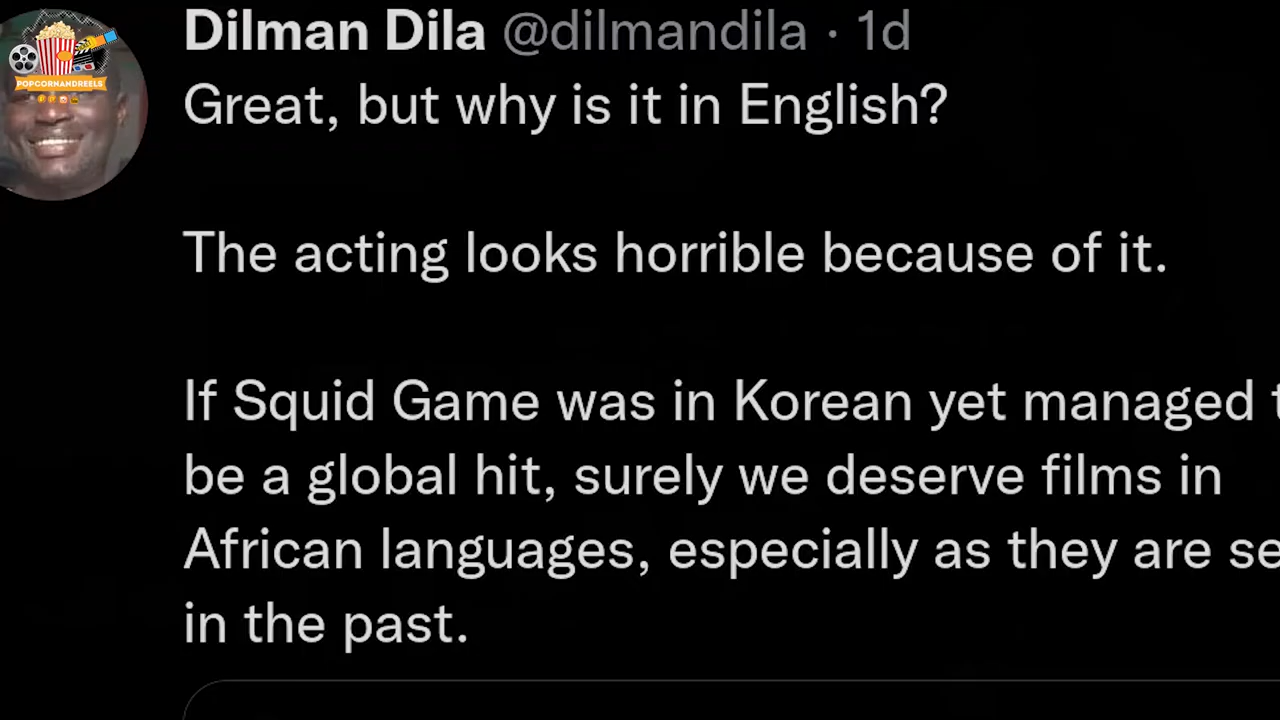 Dilman Dila @dilmandila · 1d
POPCORNANDREELS
Great, but why is it in English?
The acting looks horrible because of it.
If Squid Game was in Korean yet managed
be a global hit, surely we deserve films in
African languages, especially as they are
in the past.